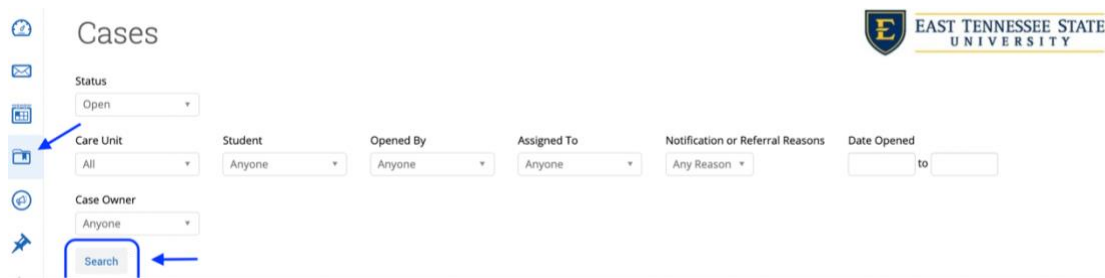 Cases
EAST TENNESSEE STATE
UNIVERSITY
Status
Open
Care Unit Student Opened By Assigned To Notification or Referral Reasons Date Opened
All Anyone Anyone Anyone Any Reason to
Case Owner
Anyone
Search